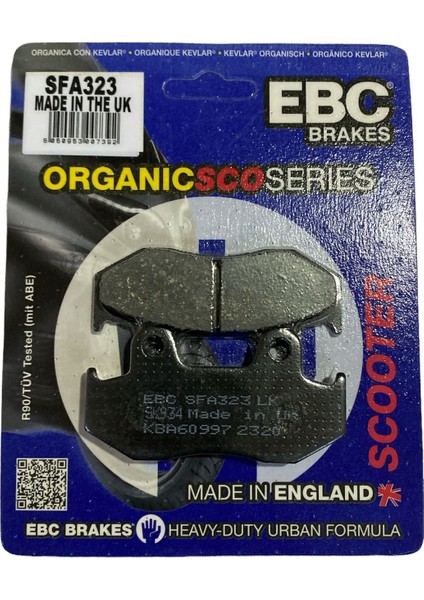 ORGANICA CON KEVLAR® • ORGANIQUE KEVLAR® • KEVLAR® ORGANISCH • ORGÂNICO KEVLAR®
SFA323
MADE IN THE UK
5050953007392
EBC
BRAKES®
ORGANICSCOSERIES
R90/TÜV Tested (mit ABE)
SCOOTER
EBC SFA323 LK
Made in UK
KBA60997 2320
MADE IN ENGLAND
EBC BRAKES® HEAVY-DUTY URBAN FORMULA